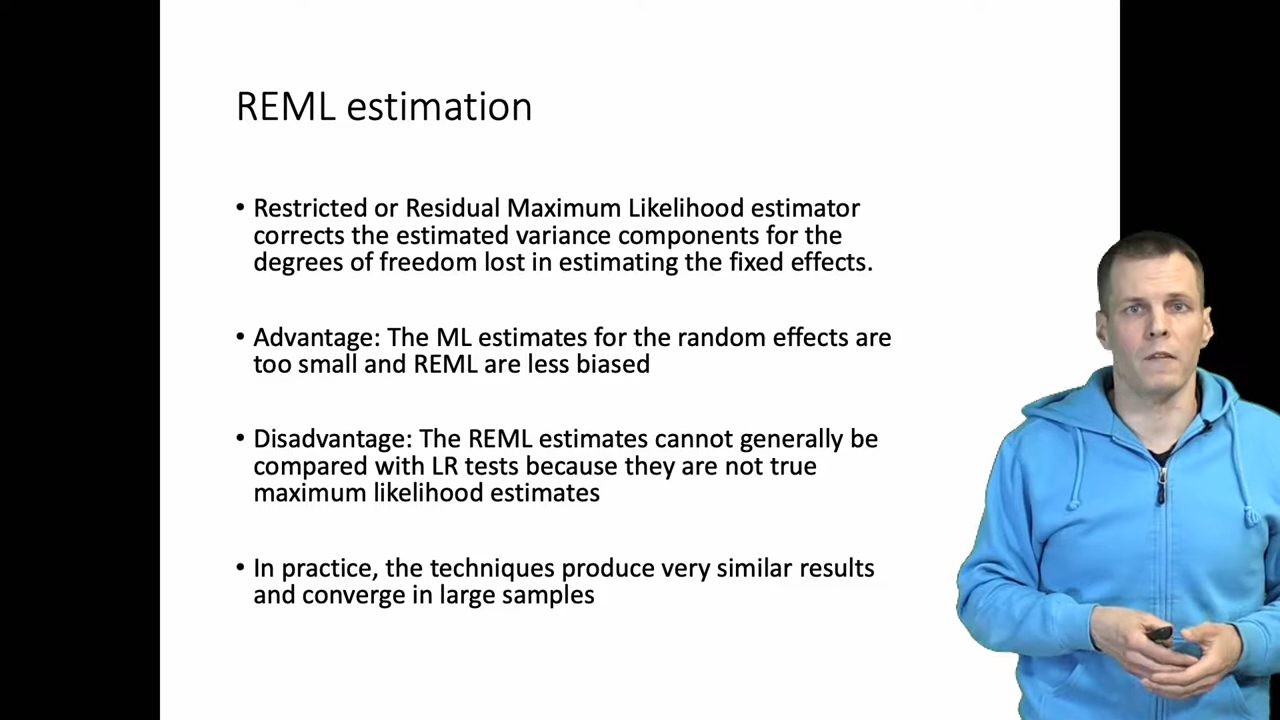 REML estimation
• Restricted or Residual Maximum Likelihood estimator
corrects the estimated variance components for the
degrees of freedom lost in estimating the fixed effects.
• Advantage: The ML estimates for the random effects are
too small and REML are less biased
• Disadvantage: The REML estimates cannot generally be
compared with LR tests because they are not true
maximum likelihood estimates
• In practice, the techniques produce very similar results
and converge in large samples